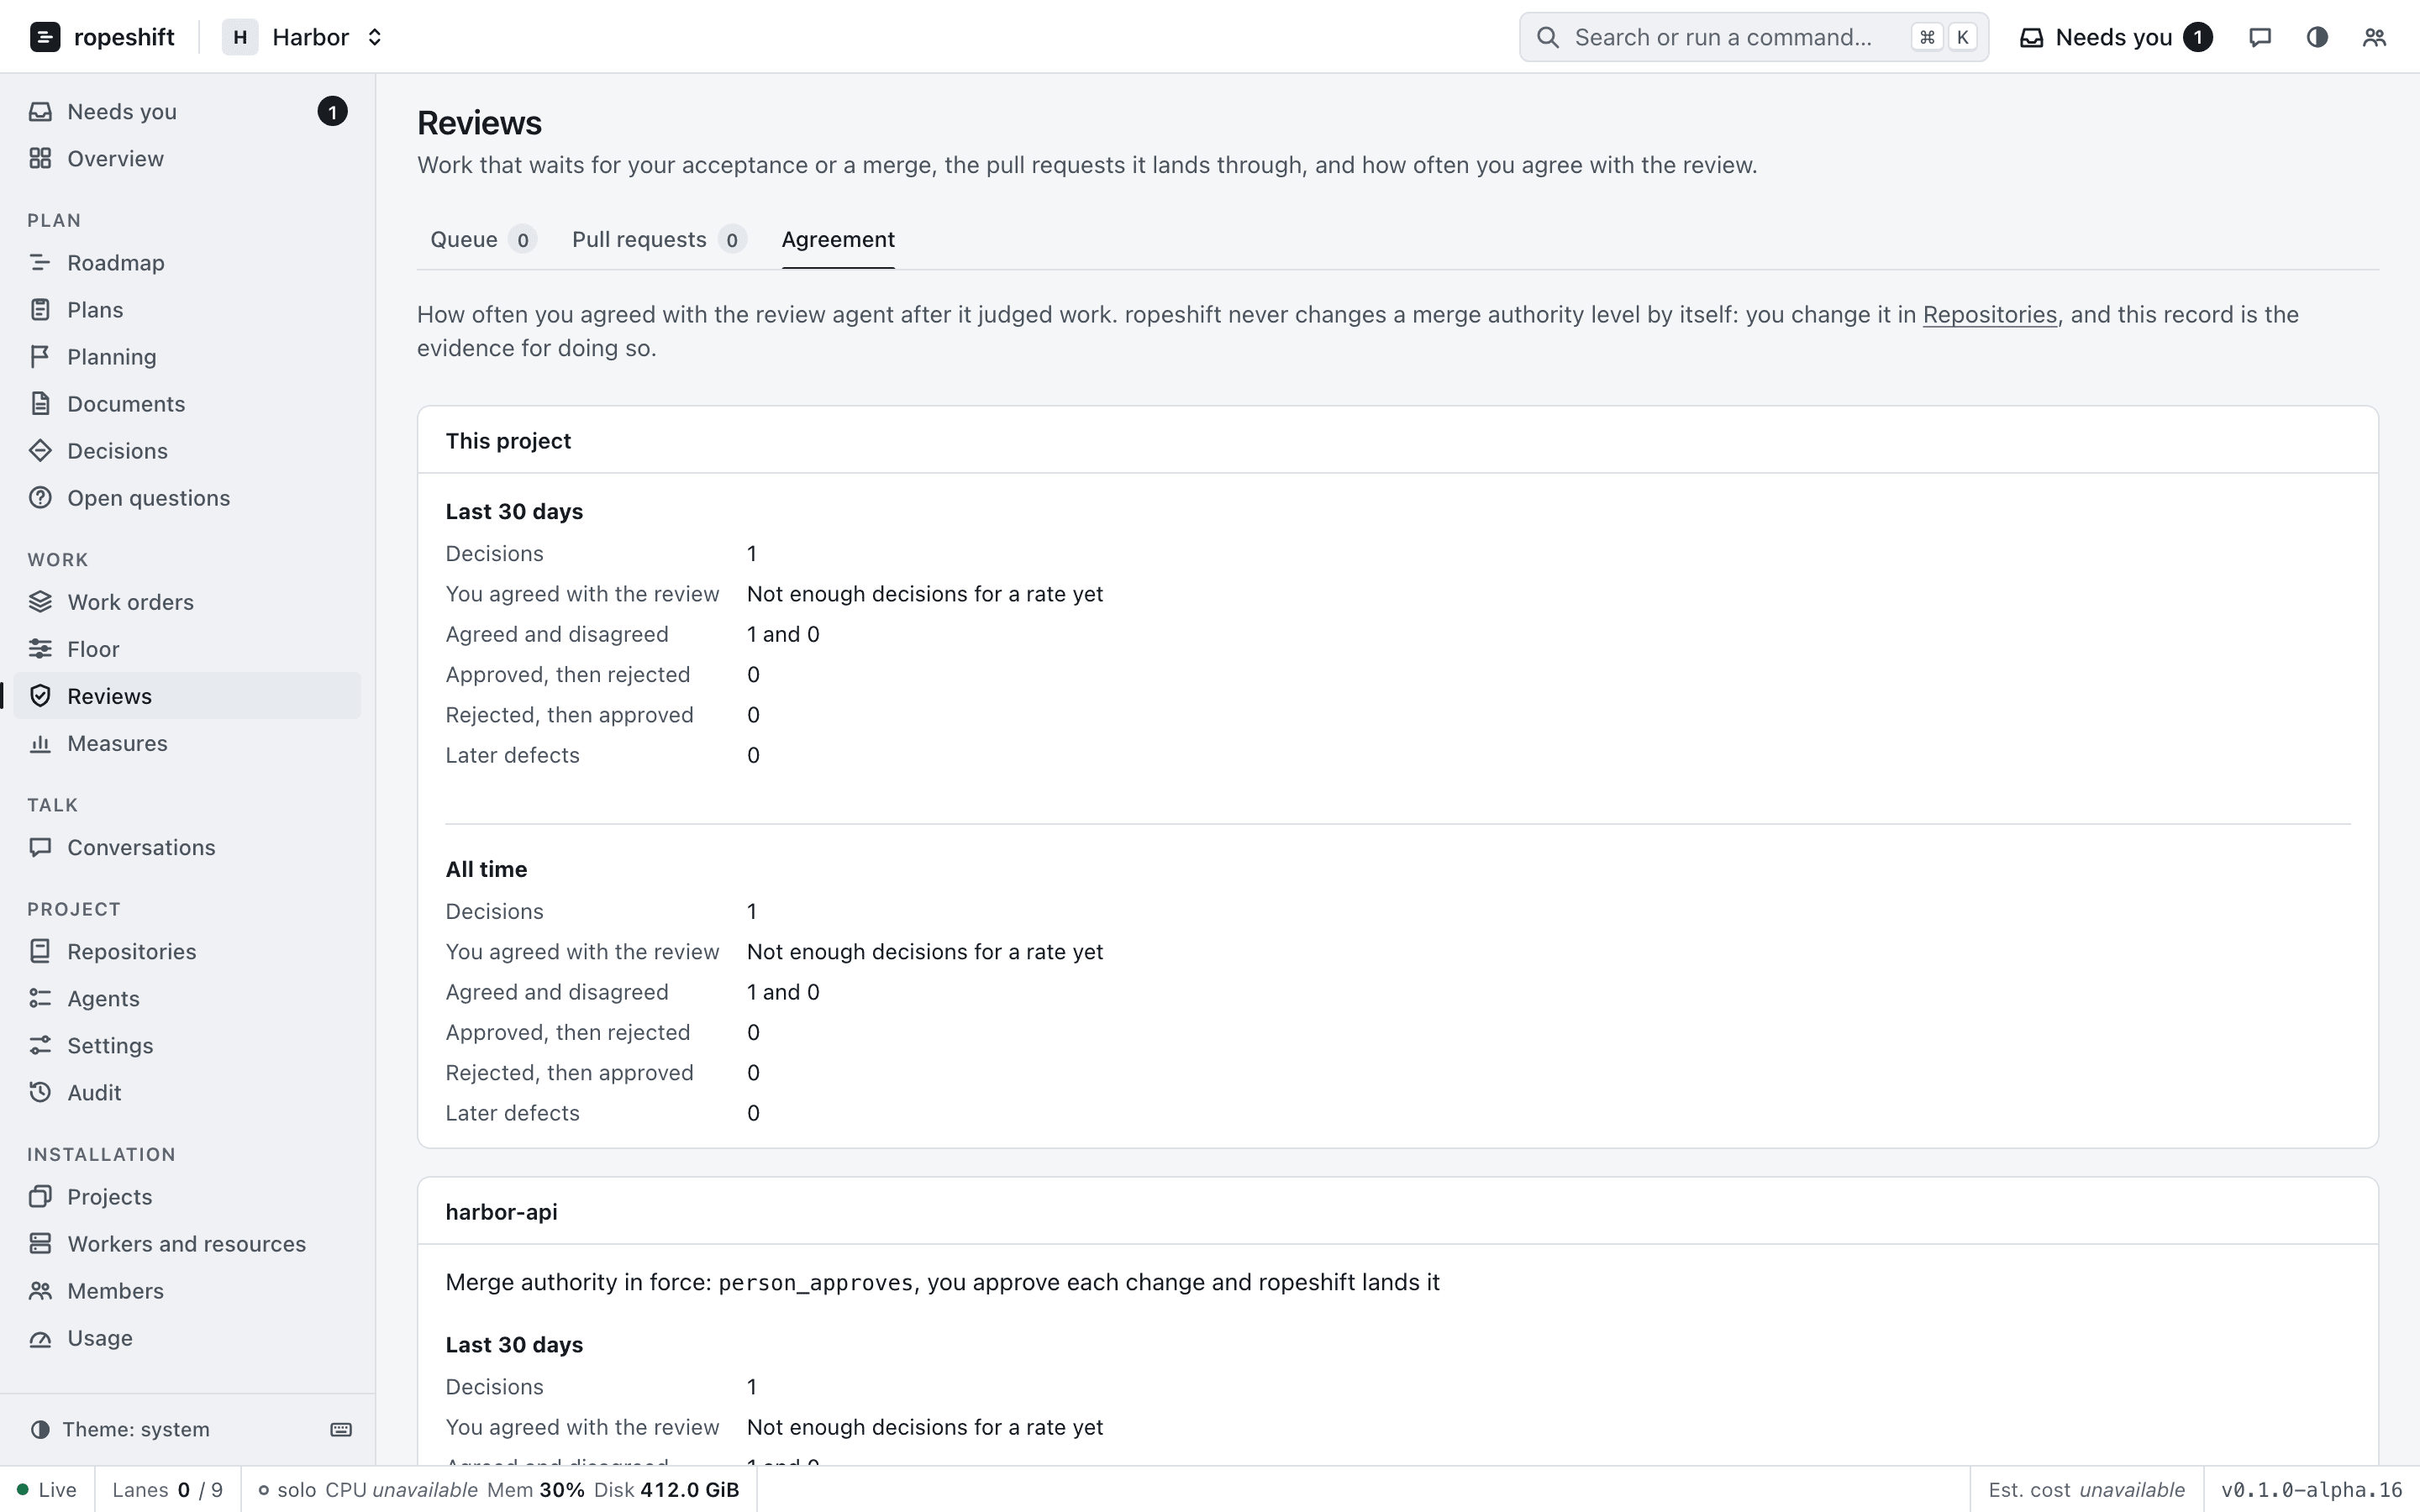 ropeshift
H Harbor
Search or run a command... ⌘ K
Needs you 1
Needs you 1
Overview
PLAN
Roadmap
Plans
Planning
Documents
Decisions
Open questions
WORK
Work orders
Floor
Reviews
Measures
TALK
Conversations
PROJECT
Repositories
Agents
Settings
Audit
INSTALLATION
Projects
Workers and resources
Members
Usage
Theme: system
Reviews
Work that waits for your acceptance or a merge, the pull requests it lands through, and how often you agree with the review.
Queue 0 Pull requests 0 Agreement
How often you agreed with the review agent after it judged work. ropeshift never changes a merge authority level by itself: you change it in Repositories, and this record is the
evidence for doing so.
This project
Last 30 days
Decisions 1
You agreed with the review Not enough decisions for a rate yet
Agreed and disagreed 1 and 0
Approved, then rejected 0
Rejected, then approved 0
Later defects 0
All time
Decisions 1
You agreed with the review Not enough decisions for a rate yet
Agreed and disagreed 1 and 0
Approved, then rejected 0
Rejected, then approved 0
Later defects 0
harbor-api
Merge authority in force: person_approves, you approve each change and ropeshift lands it
Last 30 days
Decisions 1
You agreed with the review Not enough decisions for a rate yet
Agreed and disagreed 1 and 0
Live Lanes 0 / 9 solo CPU unavailable Mem 30% Disk 412.0 GiB Est. cost unavailable v0.1.0-alpha.16